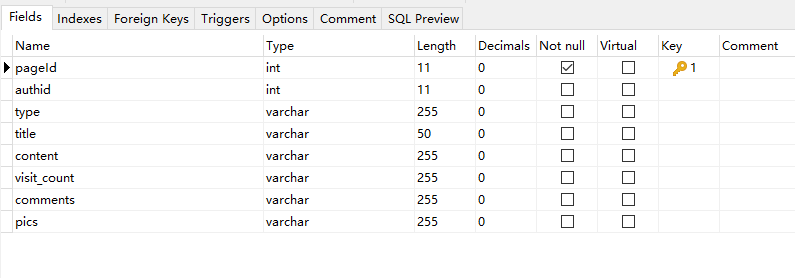 Fields Indexes Foreign Keys Triggers Options Comment SQL Preview
Name Type Length Decimals Not null Virtual Key Comment
pageId int 11 0 1
authid int 11 0
type varchar 255 0
title varchar 50 0
content varchar 255 0
visit_count varchar 255 0
comments varchar 255 0
pics varchar 255 0